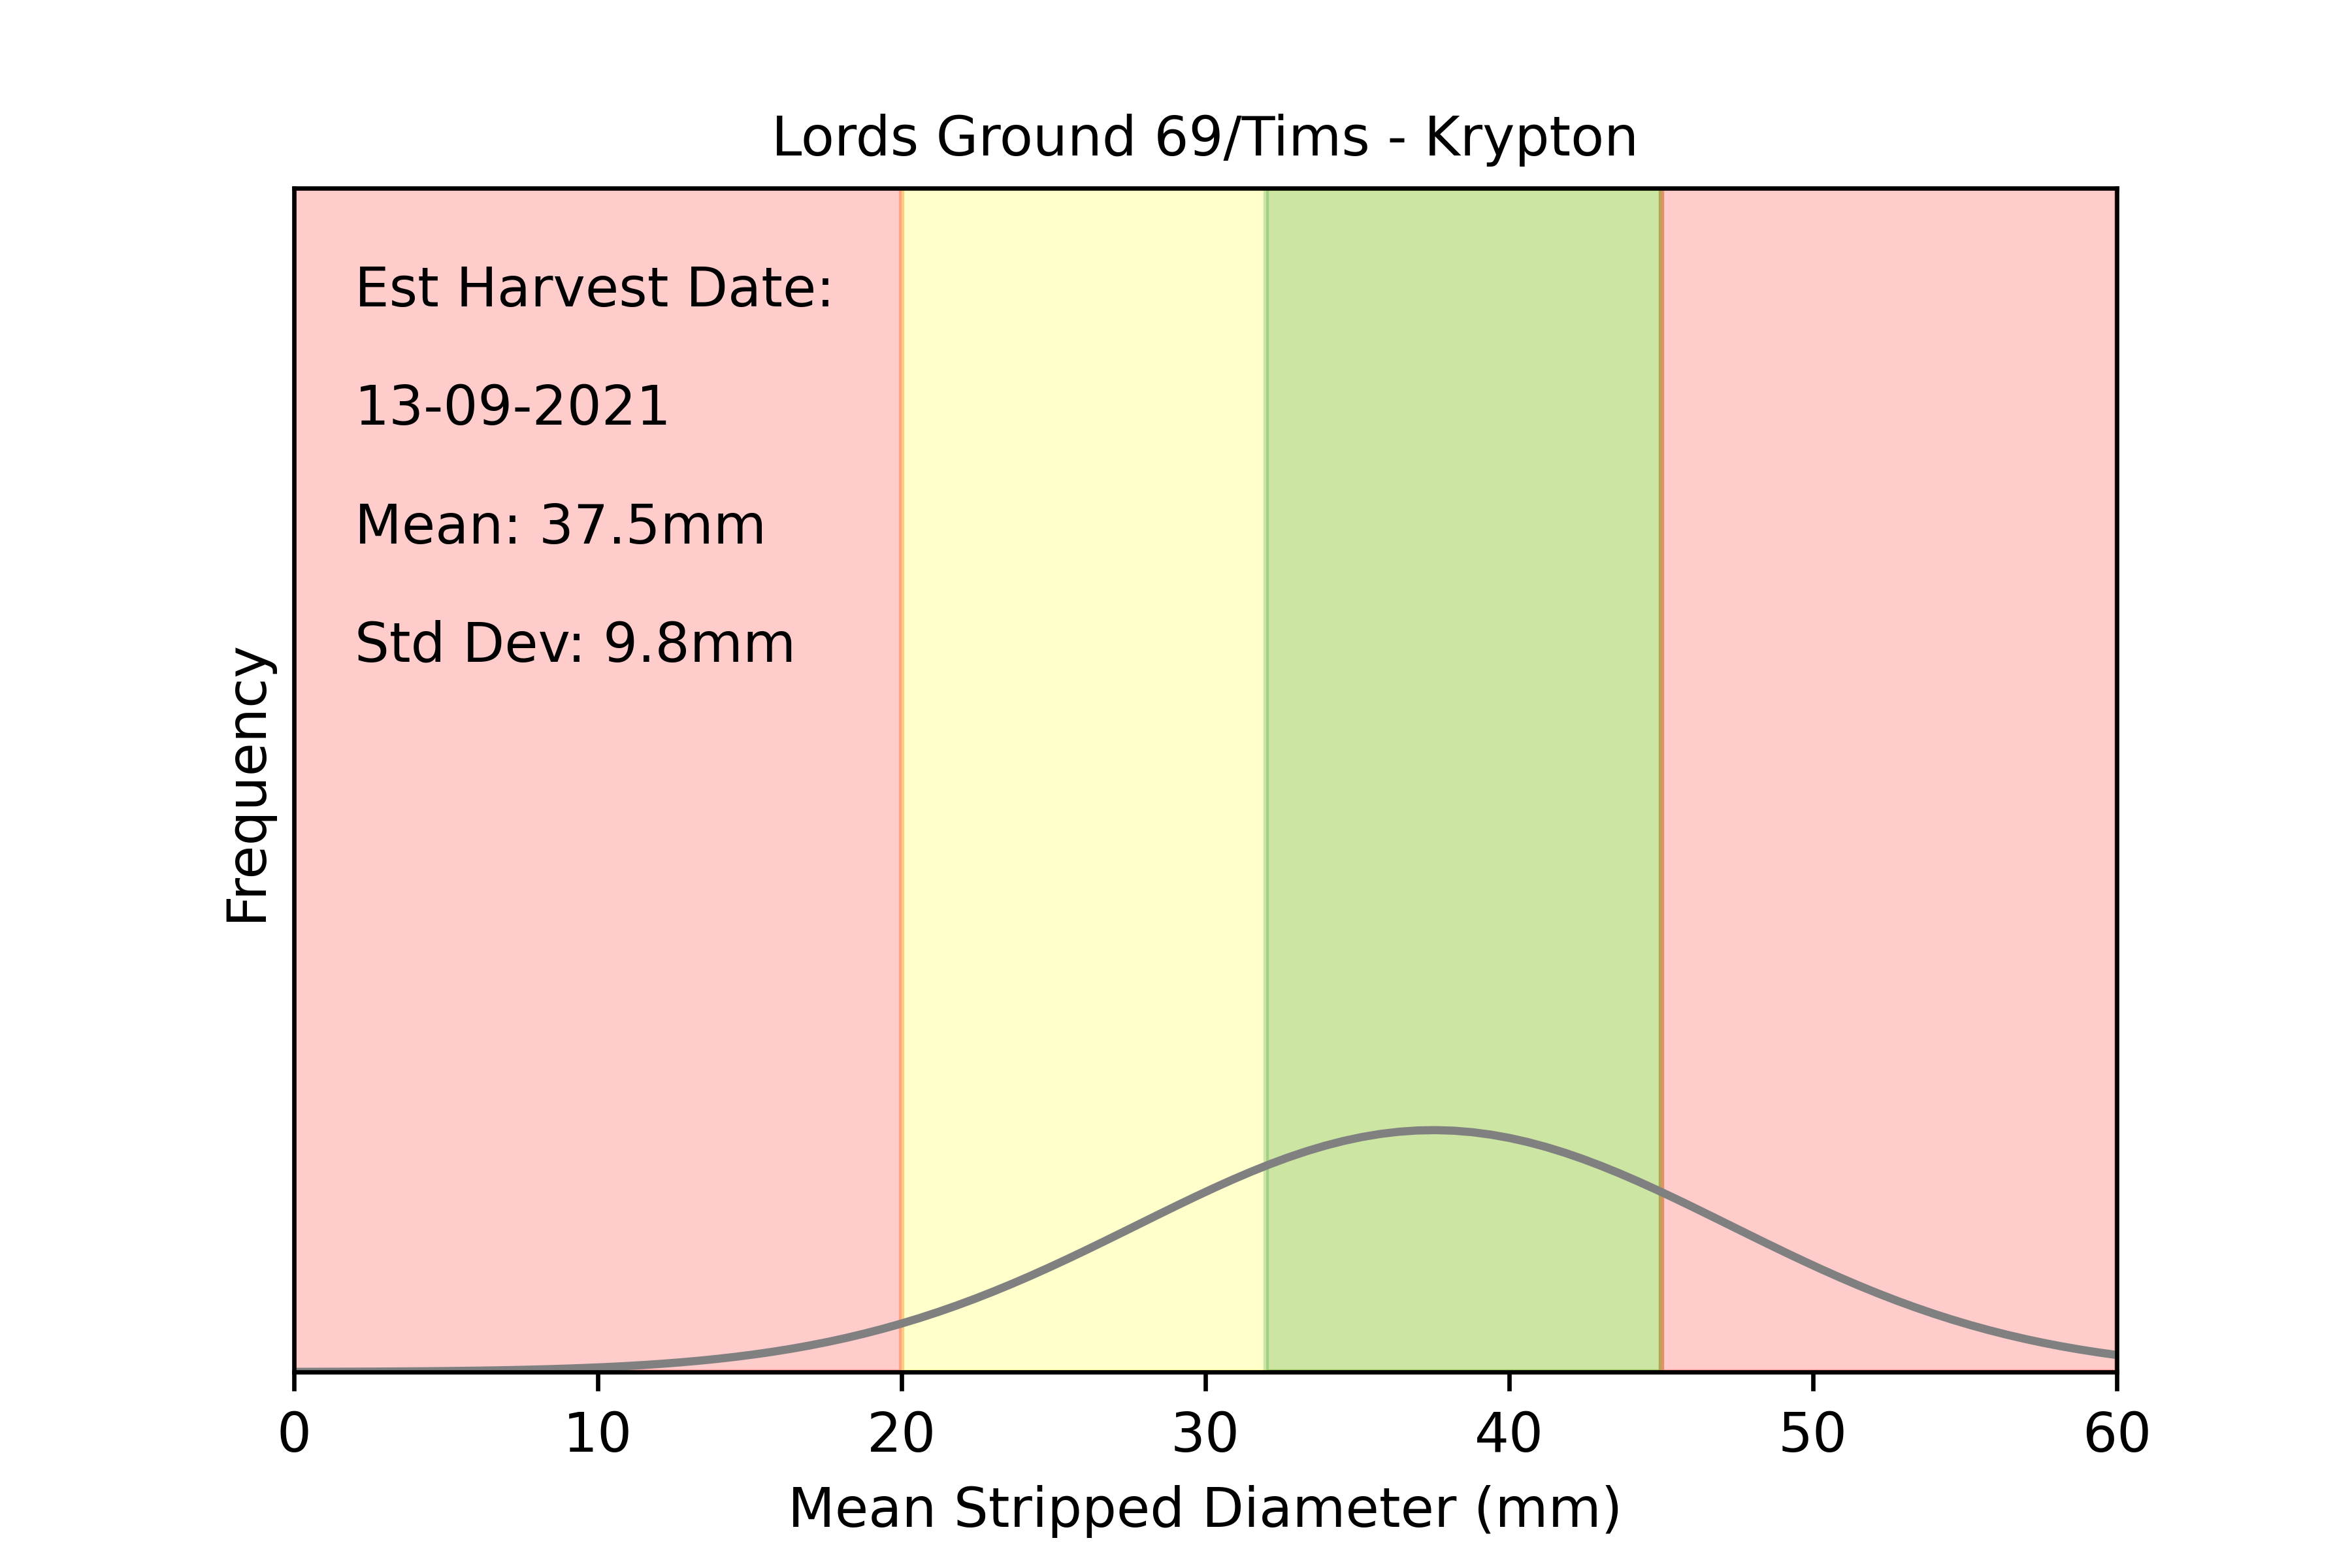 Lords Ground 69/Tims - Krypton
Est Harvest Date:
13-09-2021
Mean: 37.5mm
Std Dev: 9.8mm
Frequency
0 10 20 30 40 50 60
Mean Stripped Diameter (mm)